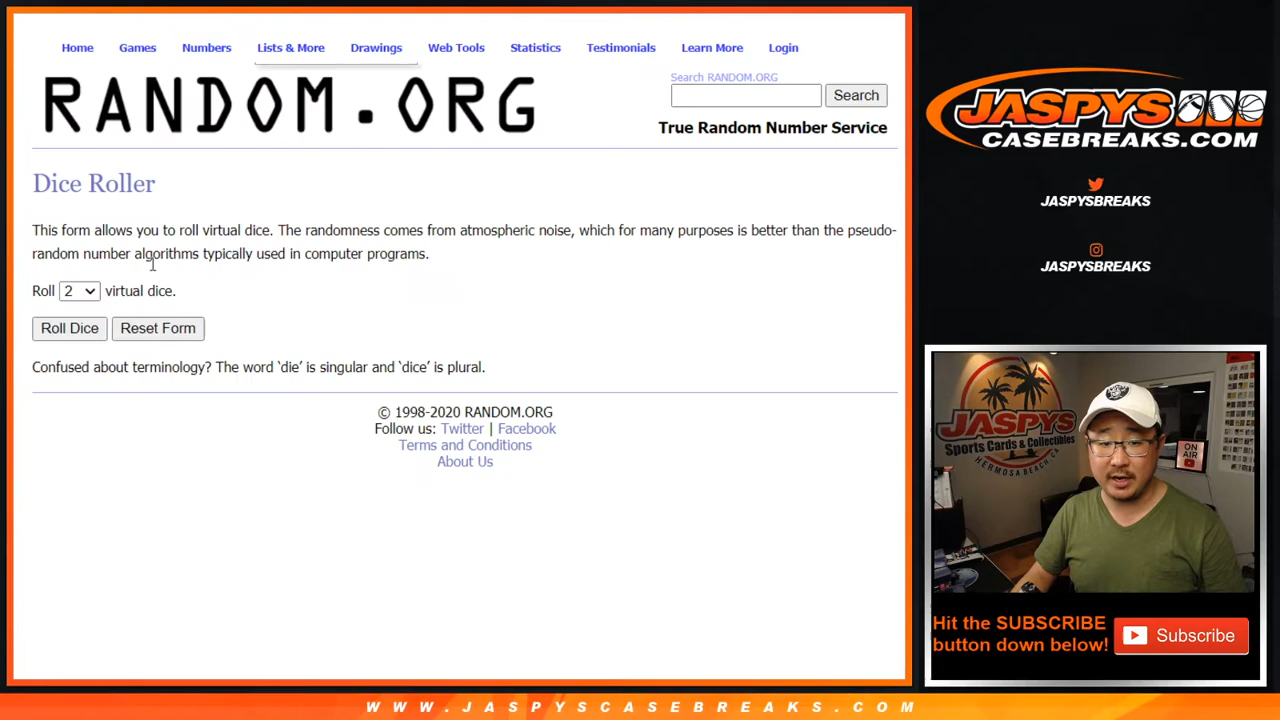 Home Games Numbers Lists & More Drawings Web Tools Statistics Testimonials Learn More Login
RANDOM.ORG
Search RANDOM.ORG
Search
True Random Number Service
Dice Roller
This form allows you to roll virtual dice. The randomness comes from atmospheric noise, which for many purposes is better than the pseudo-
random number algorithms typically used in computer programs.
Roll 2 virtual dice.
Roll Dice Reset Form
Confused about terminology? The word ‘die’ is singular and ‘dice’ is plural.
© 1998-2020 RANDOM.ORG
Follow us: Twitter | Facebook
Terms and Conditions
About Us
JASPYS
CASEBREAKS.COM
JASPYSBREAKS
JASPYSBREAKS
JASPYS
Sports Cards & Collectibles
HERMOSA BEACH, CA
ON
AIR
Hit the SUBSCRIBE
button down below!
Subscribe
WWW.JASPYSCASEBREAKS.COM